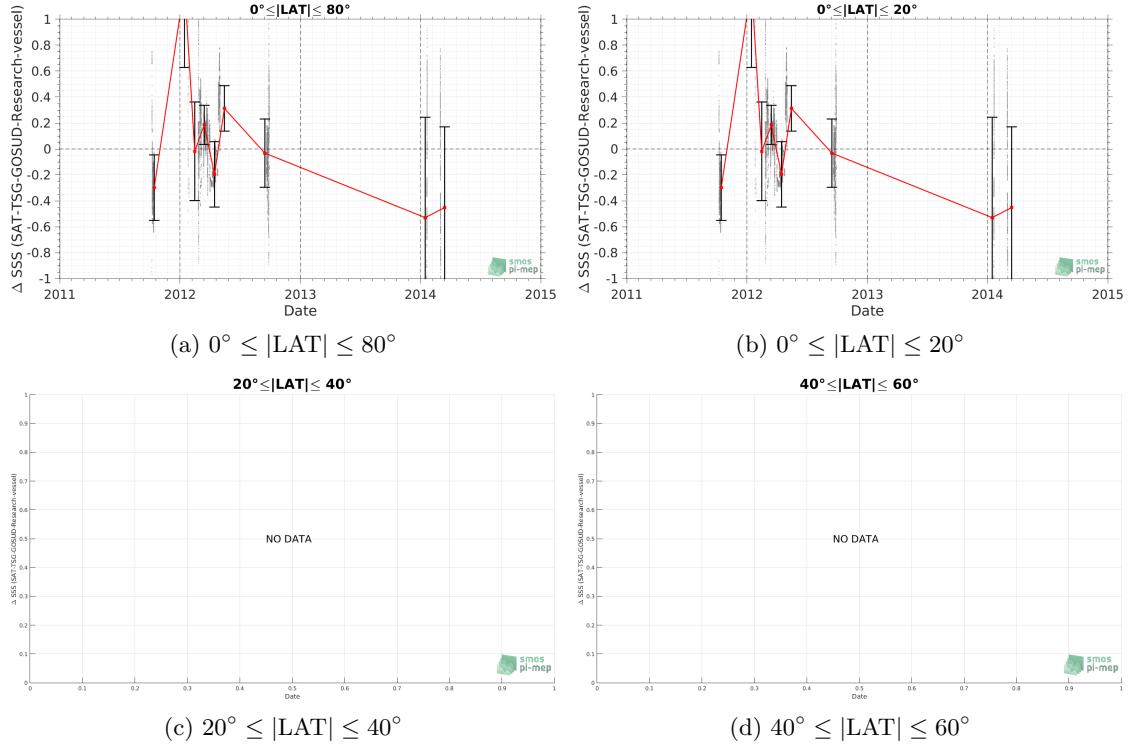 0°≤|LAT|≤ 80°
Δ SSS (SAT-TSG-GOSUD-Research-vessel)
1
0.8
0.6
0.4
0.2
0
-0.2
-0.4
-0.6
-0.8
-1
2011 2012 2013 2014 2015
Date
smos
pi-mep
(a) 0° ≤ |LAT| ≤ 80°
0°≤|LAT|≤ 20°
Δ SSS (SAT-TSG-GOSUD-Research-vessel)
1
0.8
0.6
0.4
0.2
0
-0.2
-0.4
-0.6
-0.8
-1
2011 2012 2013 2014 2015
Date
smos
pi-mep
(b) 0° ≤ |LAT| ≤ 20°
20°≤|LAT|≤ 40°
Δ SSS (SAT-TSG-GOSUD-Research-vessel)
1
0.9
0.8
0.7
0.6
0.5
0.4
0.3
0.2
0.1
0
NO DATA
0 0.1 0.2 0.3 0.4 0.5 0.6 0.7 0.8 0.9 1
Date
smos
pi-mep
(c) 20° ≤ |LAT| ≤ 40°
40°≤|LAT|≤ 60°
Δ SSS (SAT-TSG-GOSUD-Research-vessel)
1
0.9
0.8
0.7
0.6
0.5
0.4
0.3
0.2
0.1
0
NO DATA
0 0.1 0.2 0.3 0.4 0.5 0.6 0.7 0.8 0.9 1
Date
smos
pi-mep
(d) 40° ≤ |LAT| ≤ 60°